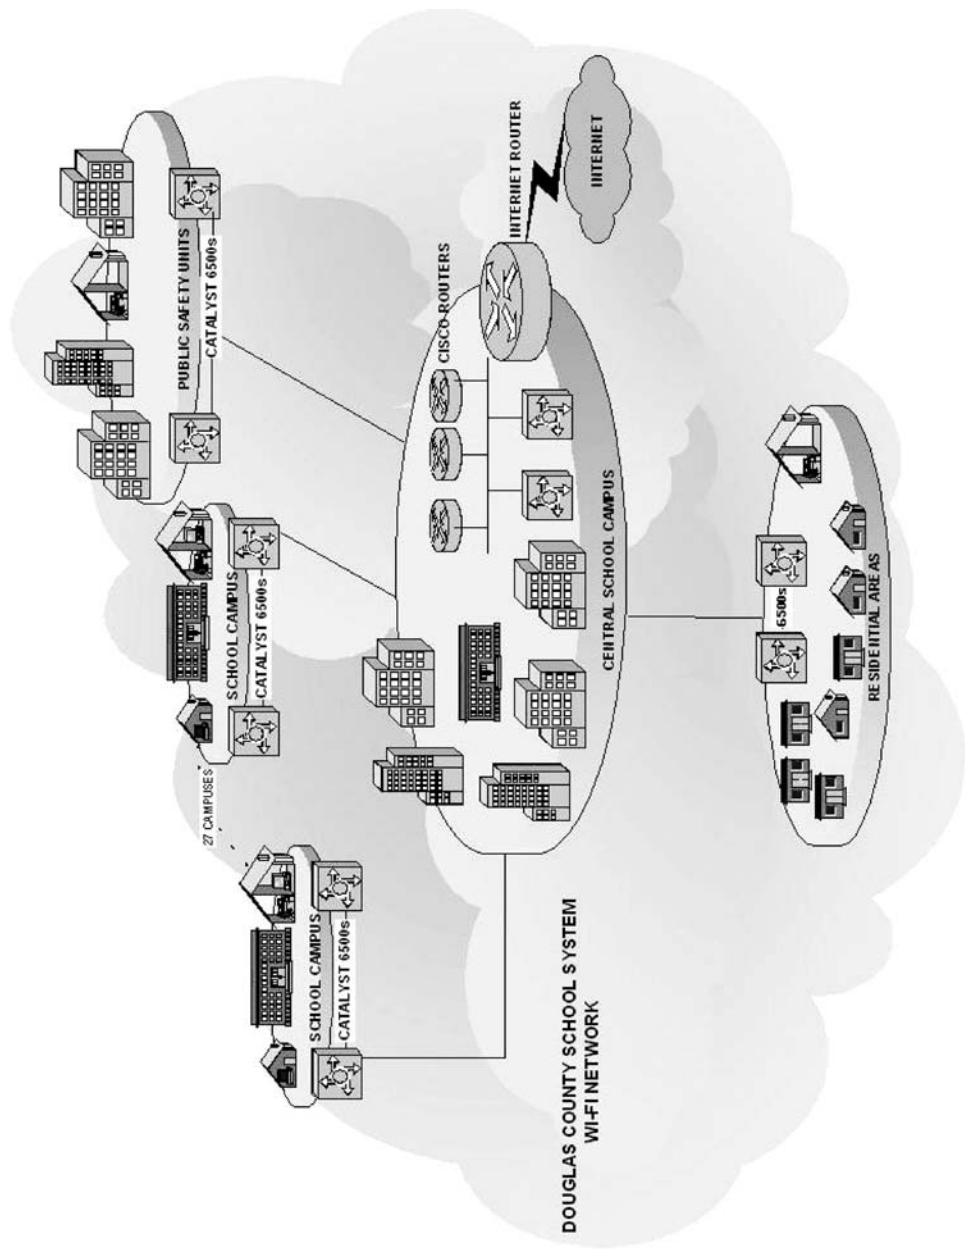 27 CAMPUSES
SCHOOL CAMPUS
CATALYST 6500s
SCHOOL CAMPUS
CATALYST 6500s
PUBLIC SAFETY UNITS
CATALYST 6500s
CISCO ROUTERS
INTERNET ROUTER
INTERNET
CENTRAL SCHOOL CAMPUS
6500s
RESIDENTIAL AREAS
DOUGLAS COUNTY SCHOOL SYSTEM
WI-FI NETWORK